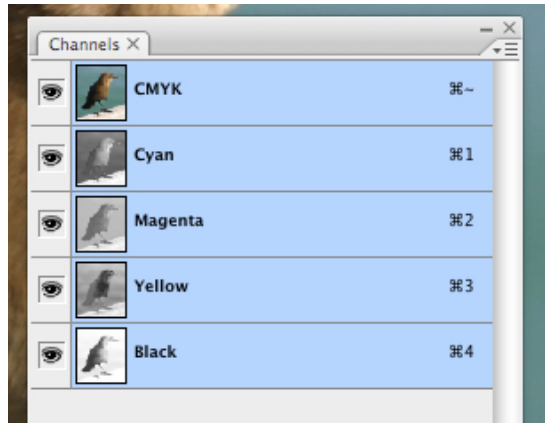 Channels
CMYK ⌘~
Cyan ⌘1
Magenta ⌘2
Yellow ⌘3
Black ⌘4